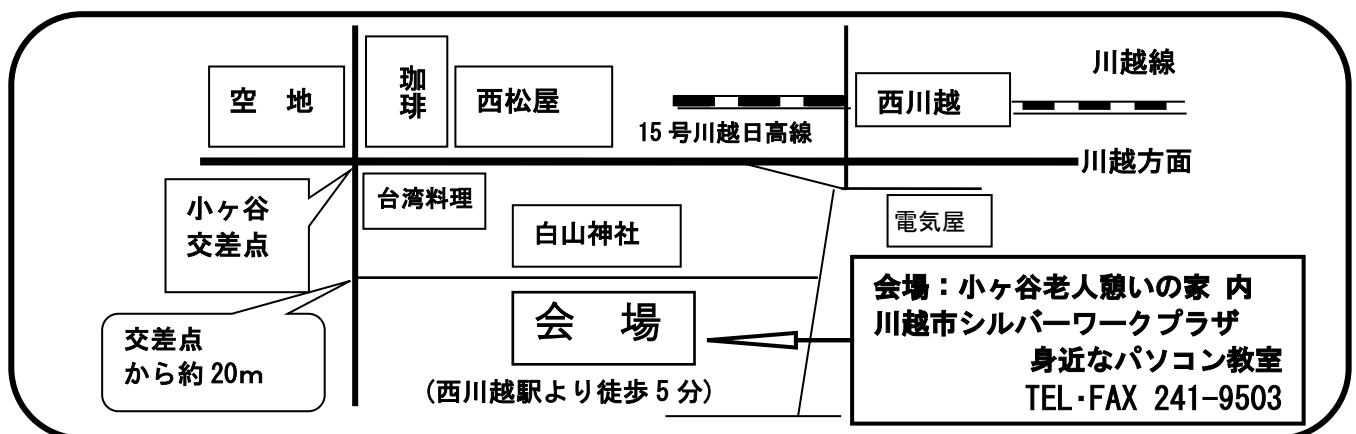 空 地
珈琲
西松屋
15号川越日高線
西川越
川越線
川越方面
小ヶ谷
交差点
台湾料理
白山神社
電気屋
交差点
から約20m
会 場
(西川越駅より徒歩5分)
会場：小ヶ谷老人憩いの家 内
川越市シルバーワークプラザ
身近なパソコン教室
TEL・FAX 241-9503